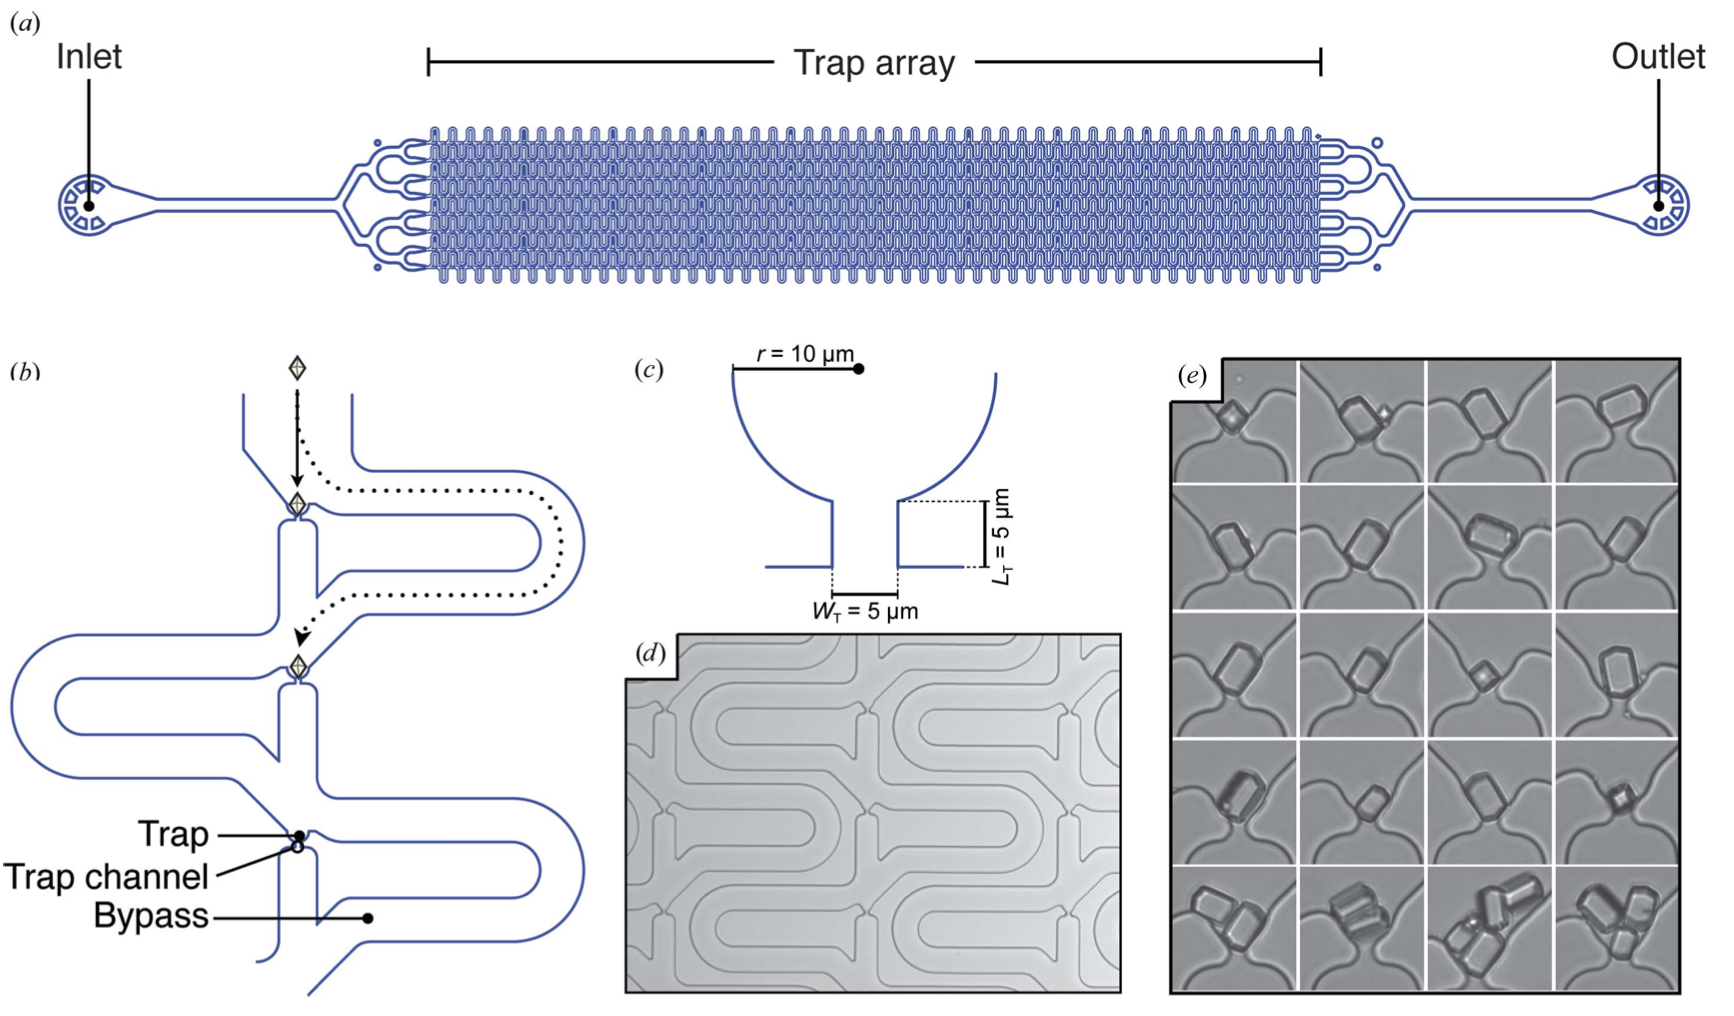 (a)
Inlet
Trap array
Outlet
(b)
Trap
Trap channel
Bypass
(c)
r = 10 µm
L_T = 5 µm
W_T = 5 µm
(d)
(e)